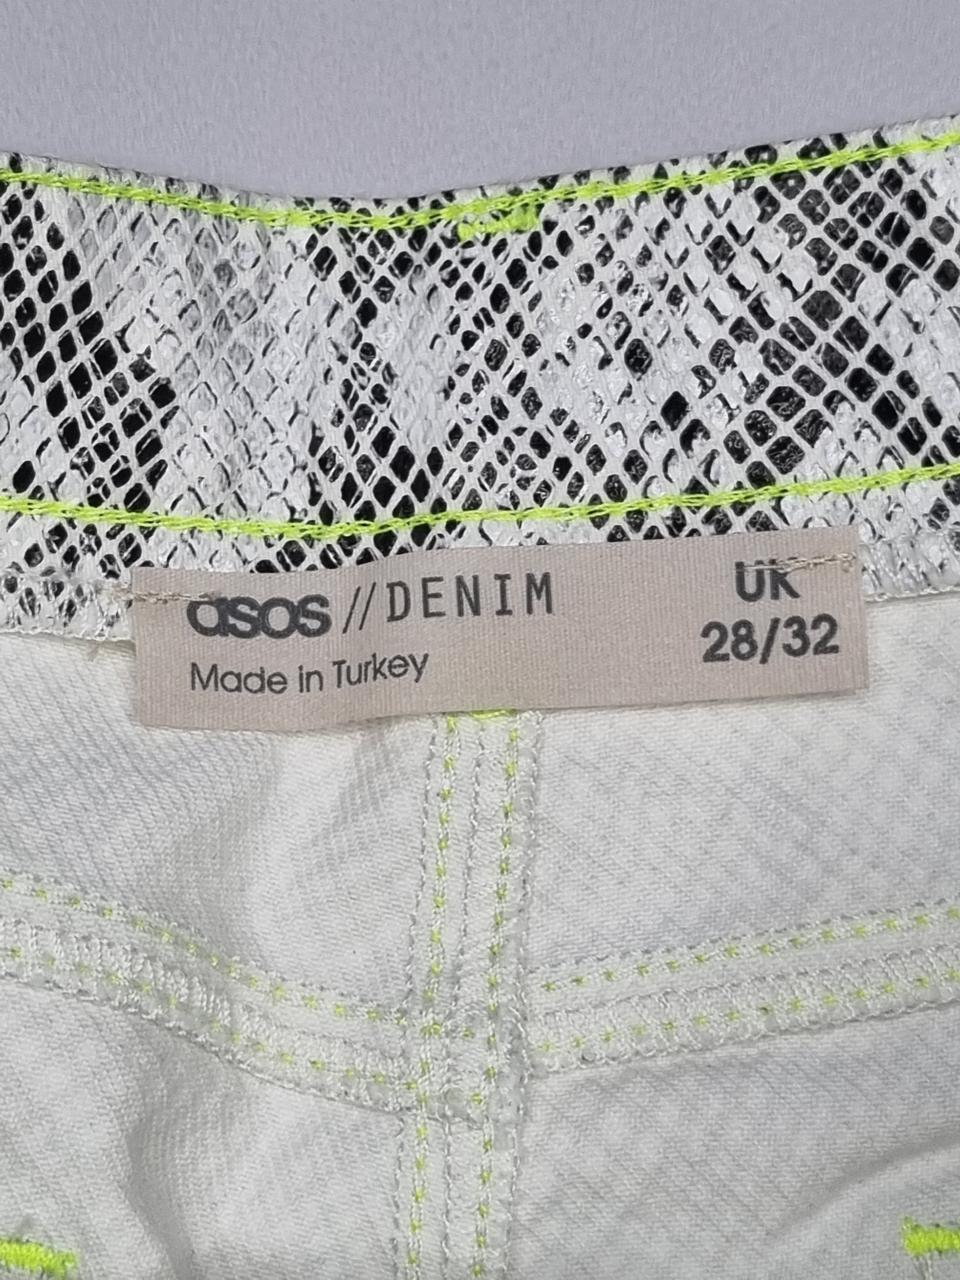 asos // DENIM
Made in Turkey
UK
28/32